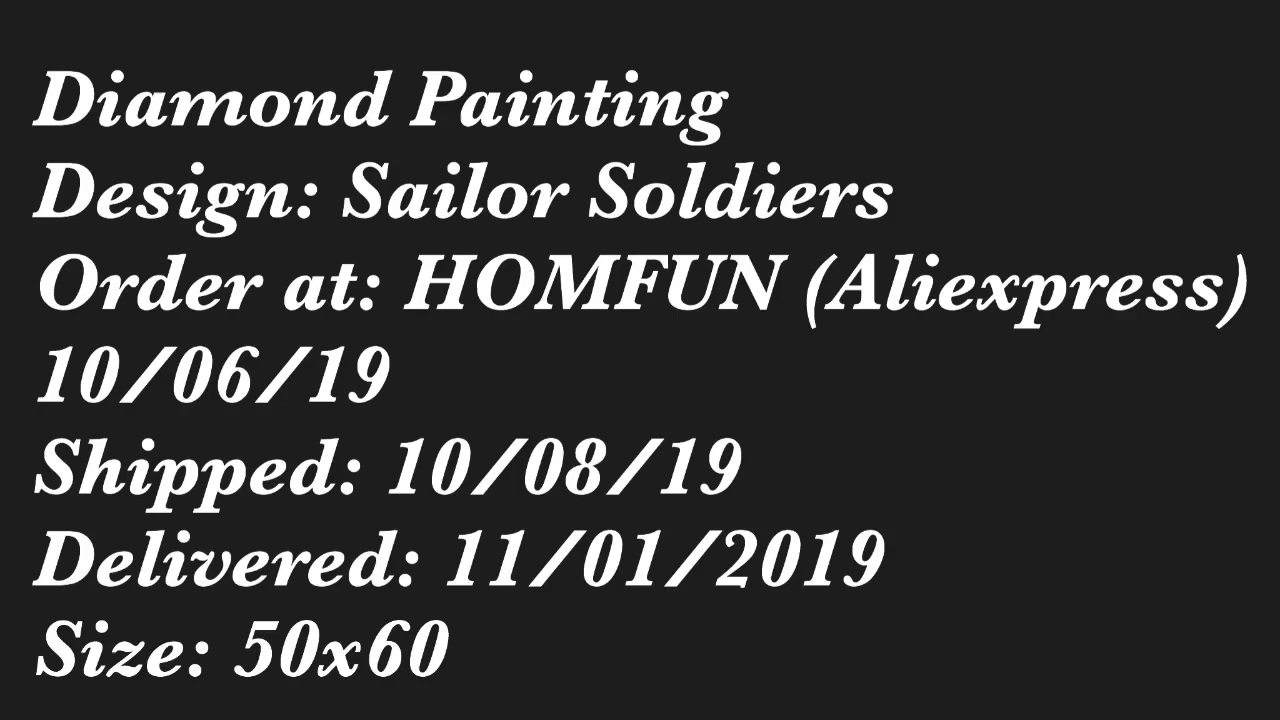 Diamond Painting
Design: Sailor Soldiers
Order at: HOMFUN (Aliexpress)
10/06/19
Shipped: 10/08/19
Delivered: 11/01/2019
Size: 50x60